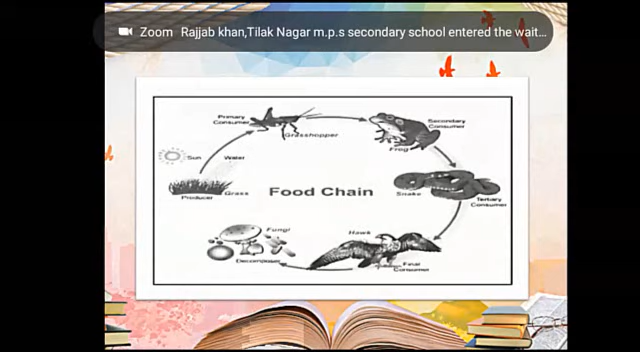 Zoom Rajjab khan,Tilak Nagar m.p.s secondary school entered the wait...
Primary
Consumer
Grasshopper
Secondary
Consumer
Frog
Sun
Water
Grass
Producer
Food Chain
Snake
Tertiary
Consumer
Fungi
Hawk
Decomposer
Final
Consumer